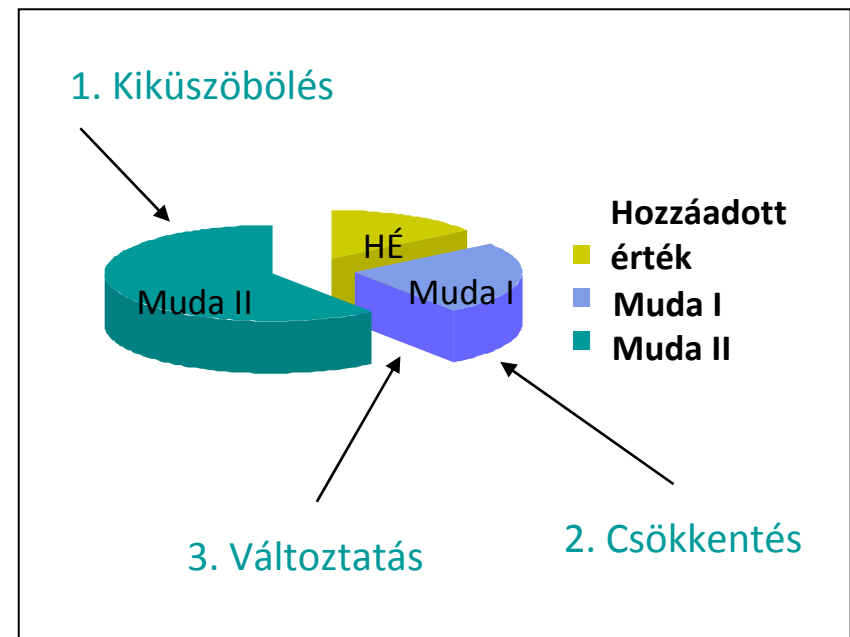 1. Kiküszöbölés
HÉ
Muda I
Muda II
Hozzáadott
érték
Muda I
Muda II
3. Változtatás
2. Csökkentés